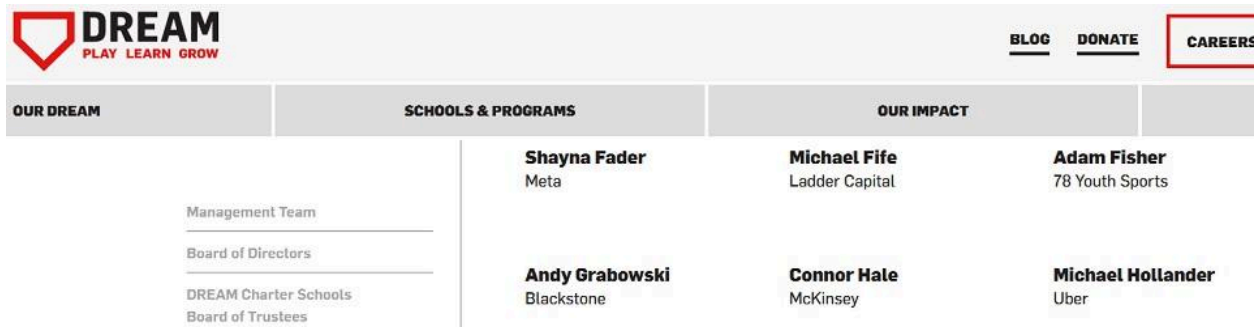 DREAM
PLAY LEARN GROW
BLOG DONATE CAREERS
OUR DREAM SCHOOLS & PROGRAMS OUR IMPACT
Management Team
Board of Directors
DREAM Charter Schools
Board of Trustees
Shayna Fader Michael Fife Adam Fisher
Meta Ladder Capital 78 Youth Sports
Andy Grabowski Connor Hale Michael Hollander
Blackstone McKinsey Uber